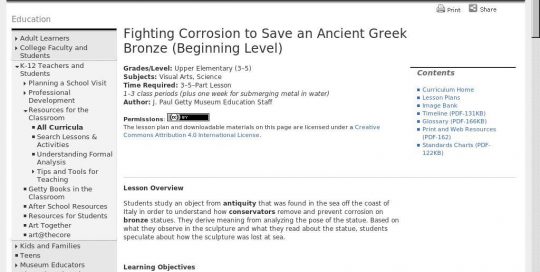 Print
Share
Education
Adult Learners
College Faculty and
Students
K-12 Teachers and
Students
Planning a School Visit
Professional
Development
Resources for the
Classroom
All Curricula
Search Lessons &
Activities
Understanding Formal
Analysis
Tips and Tools for
Teaching
Getty Books in the
Classroom
After School Resources
Resources for Students
Art Together
art@thecore
Kids and Families
Teens
Museum Educators
Fighting Corrosion to Save an Ancient Greek
Bronze (Beginning Level)
Grades/Level: Upper Elementary (3–5)
Subjects: Visual Arts, Science
Time Required: 3–5–Part Lesson
1–3 class periods (plus one week for submerging metal in water)
Author: J. Paul Getty Museum Education Staff
Permissions: cc BY
The lesson plan and downloadable materials on this page are licensed under a Creative
Commons Attribution 4.0 International License.
Contents
Curriculum Home
Lesson Plans
Image Bank
Timeline (PDF-131KB)
Glossary (PDF-166KB)
Print and Web Resources
(PDF-162)
Standards Charts (PDF-
122KB)
Lesson Overview
Students study an object from antiquity that was found in the sea off the coast of
Italy in order to understand how conservators remove and prevent corrosion on
bronze statues. They derive meaning from analyzing the pose of the statue. Based on
what they observe in the sculpture and what they read about the statue, students
speculate about how the sculpture was lost at sea.
Learning Objectives